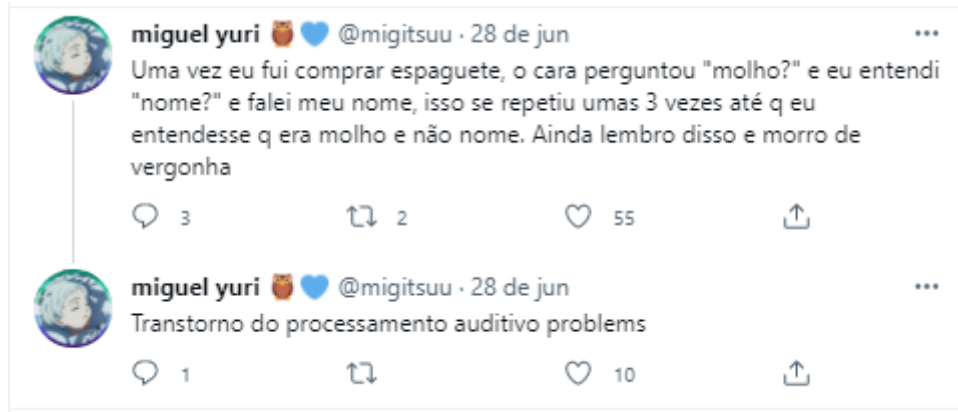 miguel yuri 🦉💙 @migitsuu · 28 de jun
Uma vez eu fui comprar espaguete, o cara perguntou "molho?" e eu entendi
"nome?" e falei meu nome, isso se repetiu umas 3 vezes até q eu
entendesse q era molho e não nome. Ainda lembro disso e morro de
vergonha
3 2 55
miguel yuri 🦉💙 @migitsuu · 28 de jun
Transtorno do processamento auditivo problems
1 10